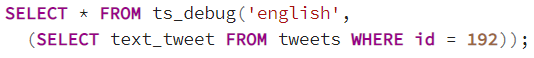 SELECT * FROM ts_debug('english',
(SELECT text_tweet FROM tweets WHERE id = 192));